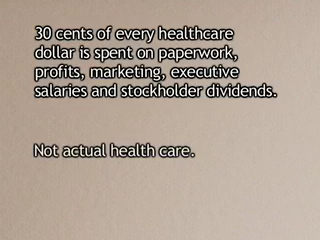 30 cents of every healthcare
dollar is spent on paperwork,
profits, marketing, executive
salaries and stockholder dividends.
Not actual health care.